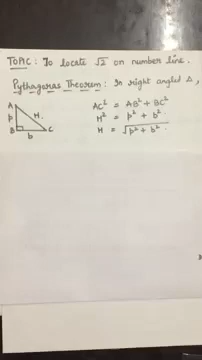 TOPIC: To locate √2 on number line.
Pythagoras Theorem: In right angled Δ,
A
P H
B b C
AC² = AB² + BC²
H² = p² + b²
H = √p² + b²